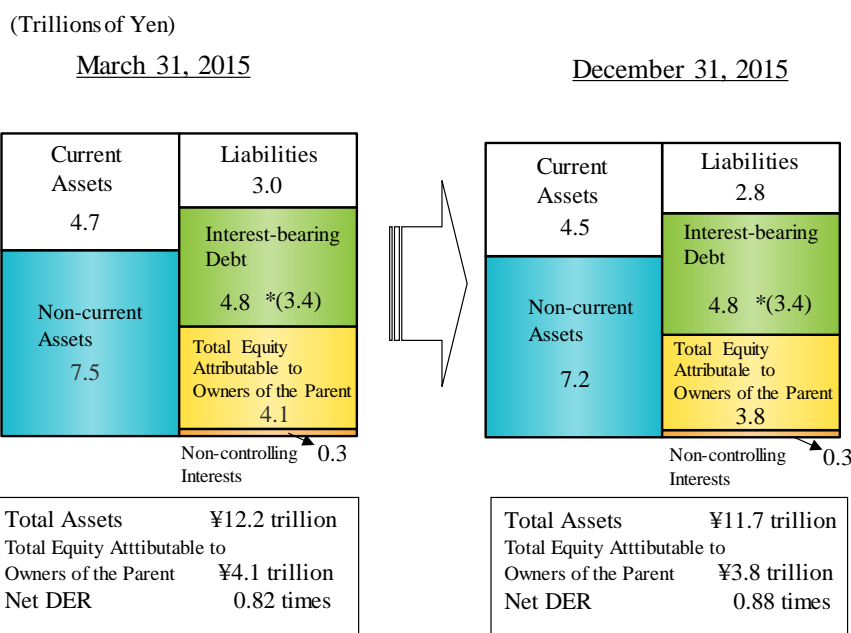 (Trillions of Yen)
March 31, 2015
Current
Assets
4.7
Liabilities
3.0
Interest-bearing
Debt
4.8 *(3.4)
Non-current
Assets
7.5
Total Equity
Attributable to
Owners of the Parent
4.1
Non-controlling
Interests
0.3
Total Assets ¥12.2 trillion
Total Equity Atttibutable to
Owners of the Parent ¥4.1 trillion
Net DER 0.82 times
December 31, 2015
Current
Assets
4.5
Liabilities
2.8
Interest-bearing
Debt
4.8 *(3.4)
Non-current
Assets
7.2
Total Equity
Attributale to
Owners of the Parent
3.8
Non-controlling
Interests
0.3
Total Assets ¥11.7 trillion
Total Equity Atttibutable to
Owners of the Parent ¥3.8 trillion
Net DER 0.88 times